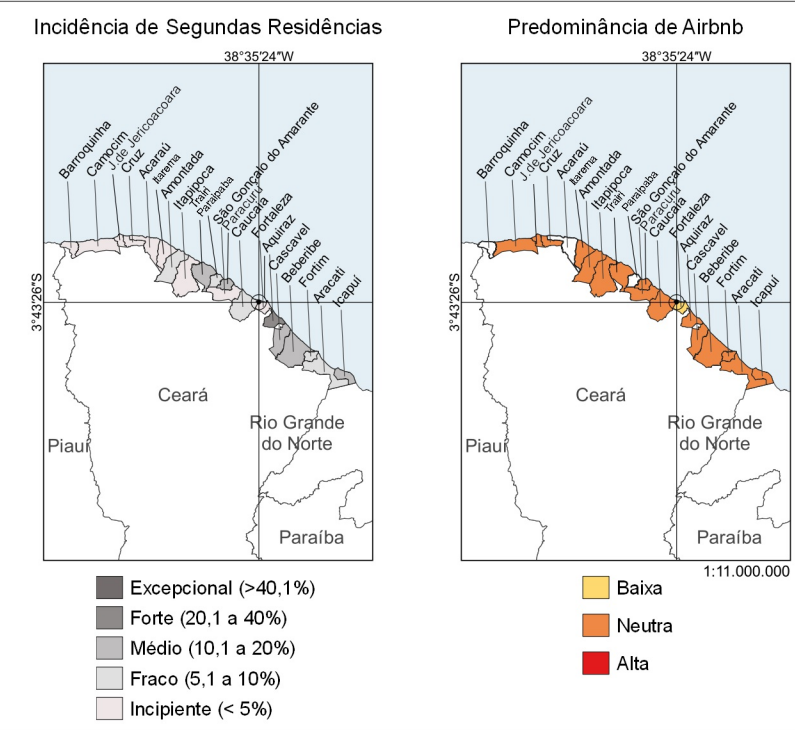 Incidência de Segundas Residências
38°35′24″W
3°43′26″S
Barroquinha
Camocim
J.de Jericoacoara
Cruz
Acaraú
Itarema
Amontada
Itapipoca
Trairi
Paraipaba
São Gonçalo do Amarante
Paracuru
Caucaia
Fortaleza
Aquiraz
Cascavel
Beberibe
Fortim
Aracati
Icapuí
Ceará
Rio Grande
do Norte
Piauí
Paraíba
Excepcional (>40,1%)
Forte (20,1 a 40%)
Médio (10,1 a 20%)
Fraco (5,1 a 10%)
Incipiente (< 5%)
Predominância de Airbnb
38°35′24″W
3°43′26″S
Barroquinha
Camocim
J.de Jericoacoara
Cruz
Acaraú
Itarema
Amontada
Itapipoca
Trairi
Paraipaba
São Gonçalo do Amarante
Paracuru
Caucaia
Fortaleza
Aquiraz
Cascavel
Beberibe
Fortim
Aracati
Icapuí
Ceará
Rio Grande
do Norte
Piauí
Paraíba
1:11.000.000
Baixa
Neutra
Alta